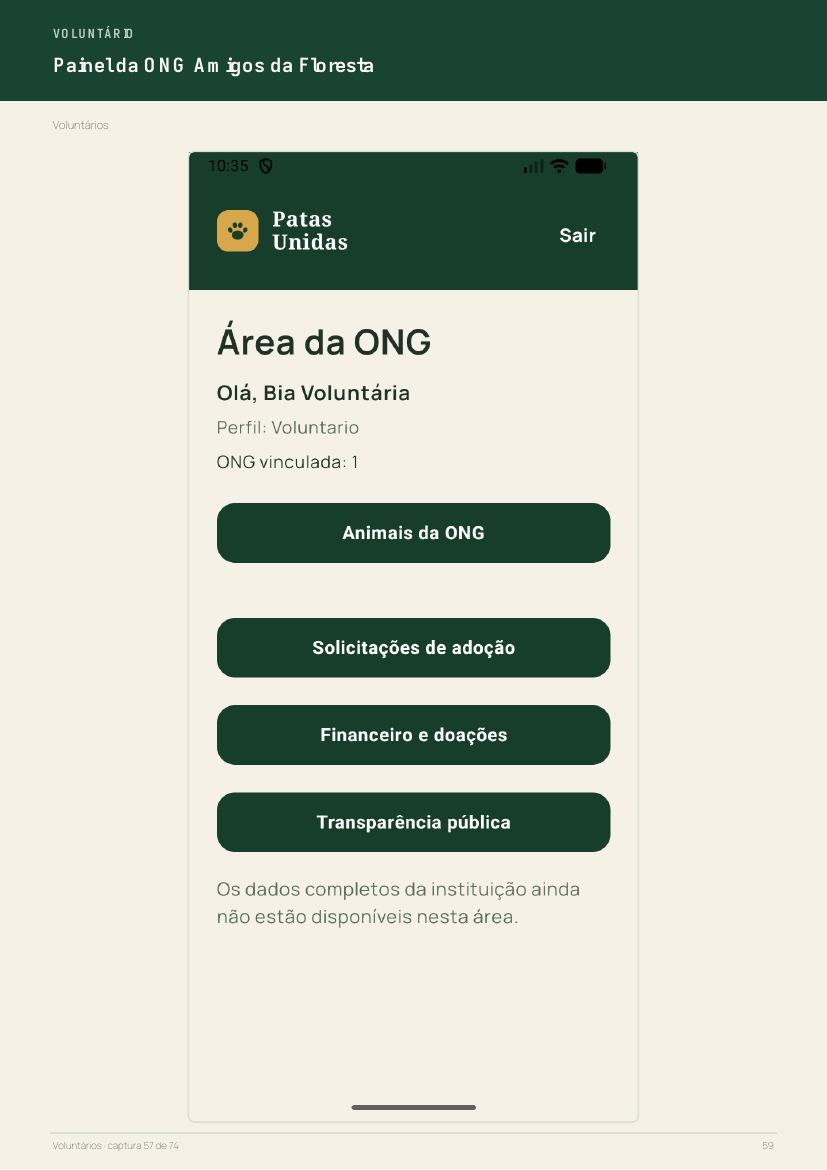 VOLUNTÁRIO
Painel da ONG Amigos da Floresta
Voluntários
10:35
Patas
Unidas
Sair
Área da ONG
Olá, Bia Voluntária
Perfil: Voluntario
ONG vinculada: 1
Animais da ONG
Solicitações de adoção
Financeiro e doações
Transparência pública
Os dados completos da instituição ainda
não estão disponíveis nesta área.
Voluntários · captura 57 de 74
59